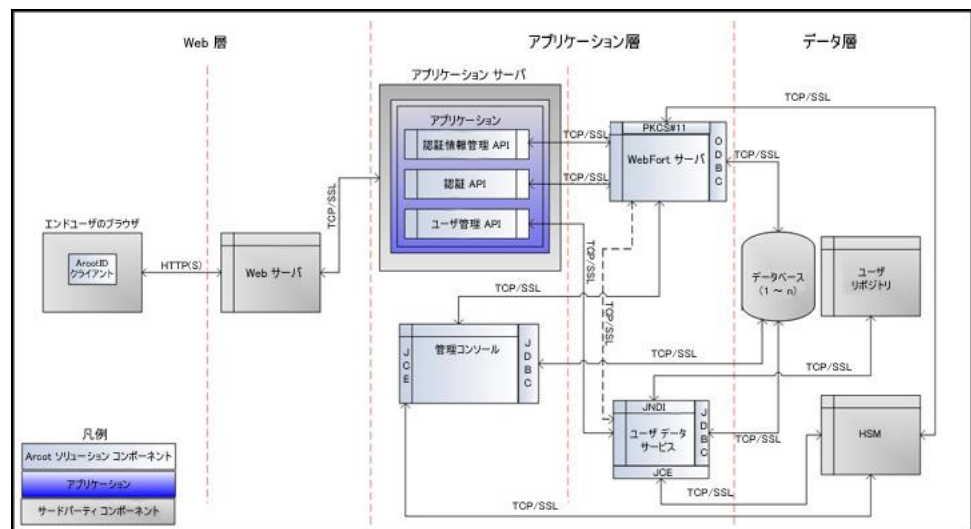 Web 層
アプリケーション層
データ層
アプリケーション サーバ
アプリケーション
認証情報管理 API
認証 API
ユーザ管理 API
TCP/SSL
TCP/SSL
TCP/SSL
PKCS#11
WebFort サーバ
ODBC
TCP/SSL
TCP/SSL
エンドユーザのブラウザ
ArcotID
クライアント
HTTP(S)
Web サーバ
TCP/SSL
TCP/SSL
TCP/SSL
データベース
(1 ～ n)
ユーザ
リポジトリ
JCE
管理コンソール
JDBC
TCP/SSL
TCP/SSL
JNDI
ユーザ データ
サービス
JDBC
JCE
TCP/SSL
HSM
TCP/SSL
TCP/SSL
凡例
Arcot ソリューション コンポーネント
アプリケーション
サードパーティ コンポーネント